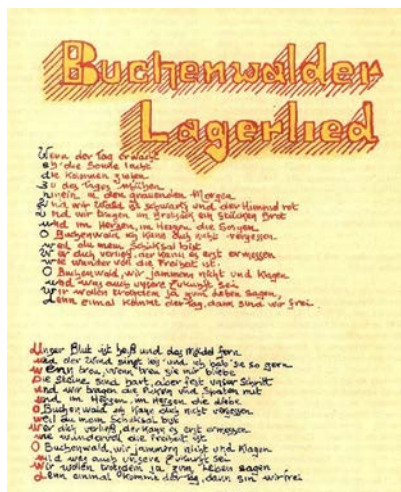 Buchenwalder
Lagerlied
Wenn der Tag erwacht
eh' die Sonne lacht
die Kolonnen ziehen
zu des Tages Mühen
hinein in den grauenden Morgen
Und der Wald ist schwarz und der Himmel rot
und wir tragen im Brotsack ein Stückchen Brot
und im Herzen, im Herzen die Sorgen
O Buchenwald ich kann dich nicht vergessen
weil du mein Schiksal bist
Wer dich verließ, der kann es erst ermessen
wie wundervoll die Freiheit ist.
O Buchenwald, wir jammern nicht und klagen
und was auch unsere Zukunft sei
Wir wollen trotzdem ja zum Leben sagen,
Denn einmal kommt der Tag, dann sind wir frei.
Unser Blut ist heiß und das Mädel fern
und der Wind singt leis' und ich hab' sie so gern
wenn treu, wenn treu sie mir bliebe
Die Steine sind hart, aber fest unser Schritt
und wir tragen die Picken und Spaten mit
und im Herzen, im Herzen die Liebe
O, Buchenwald ich kann dich nicht vergessen
weil du mein Schiksal bist
Wer dich verließ, der kann es erst ermessen
wie wundervoll die Freiheit ist.
O Buchenwald, wir jammern nicht und klagen
und was auch unsere Zukunft sei
Wir wollen trotzdem ja zum Leben sagen
Denn einmal kommt der tag, dann sin wir frei